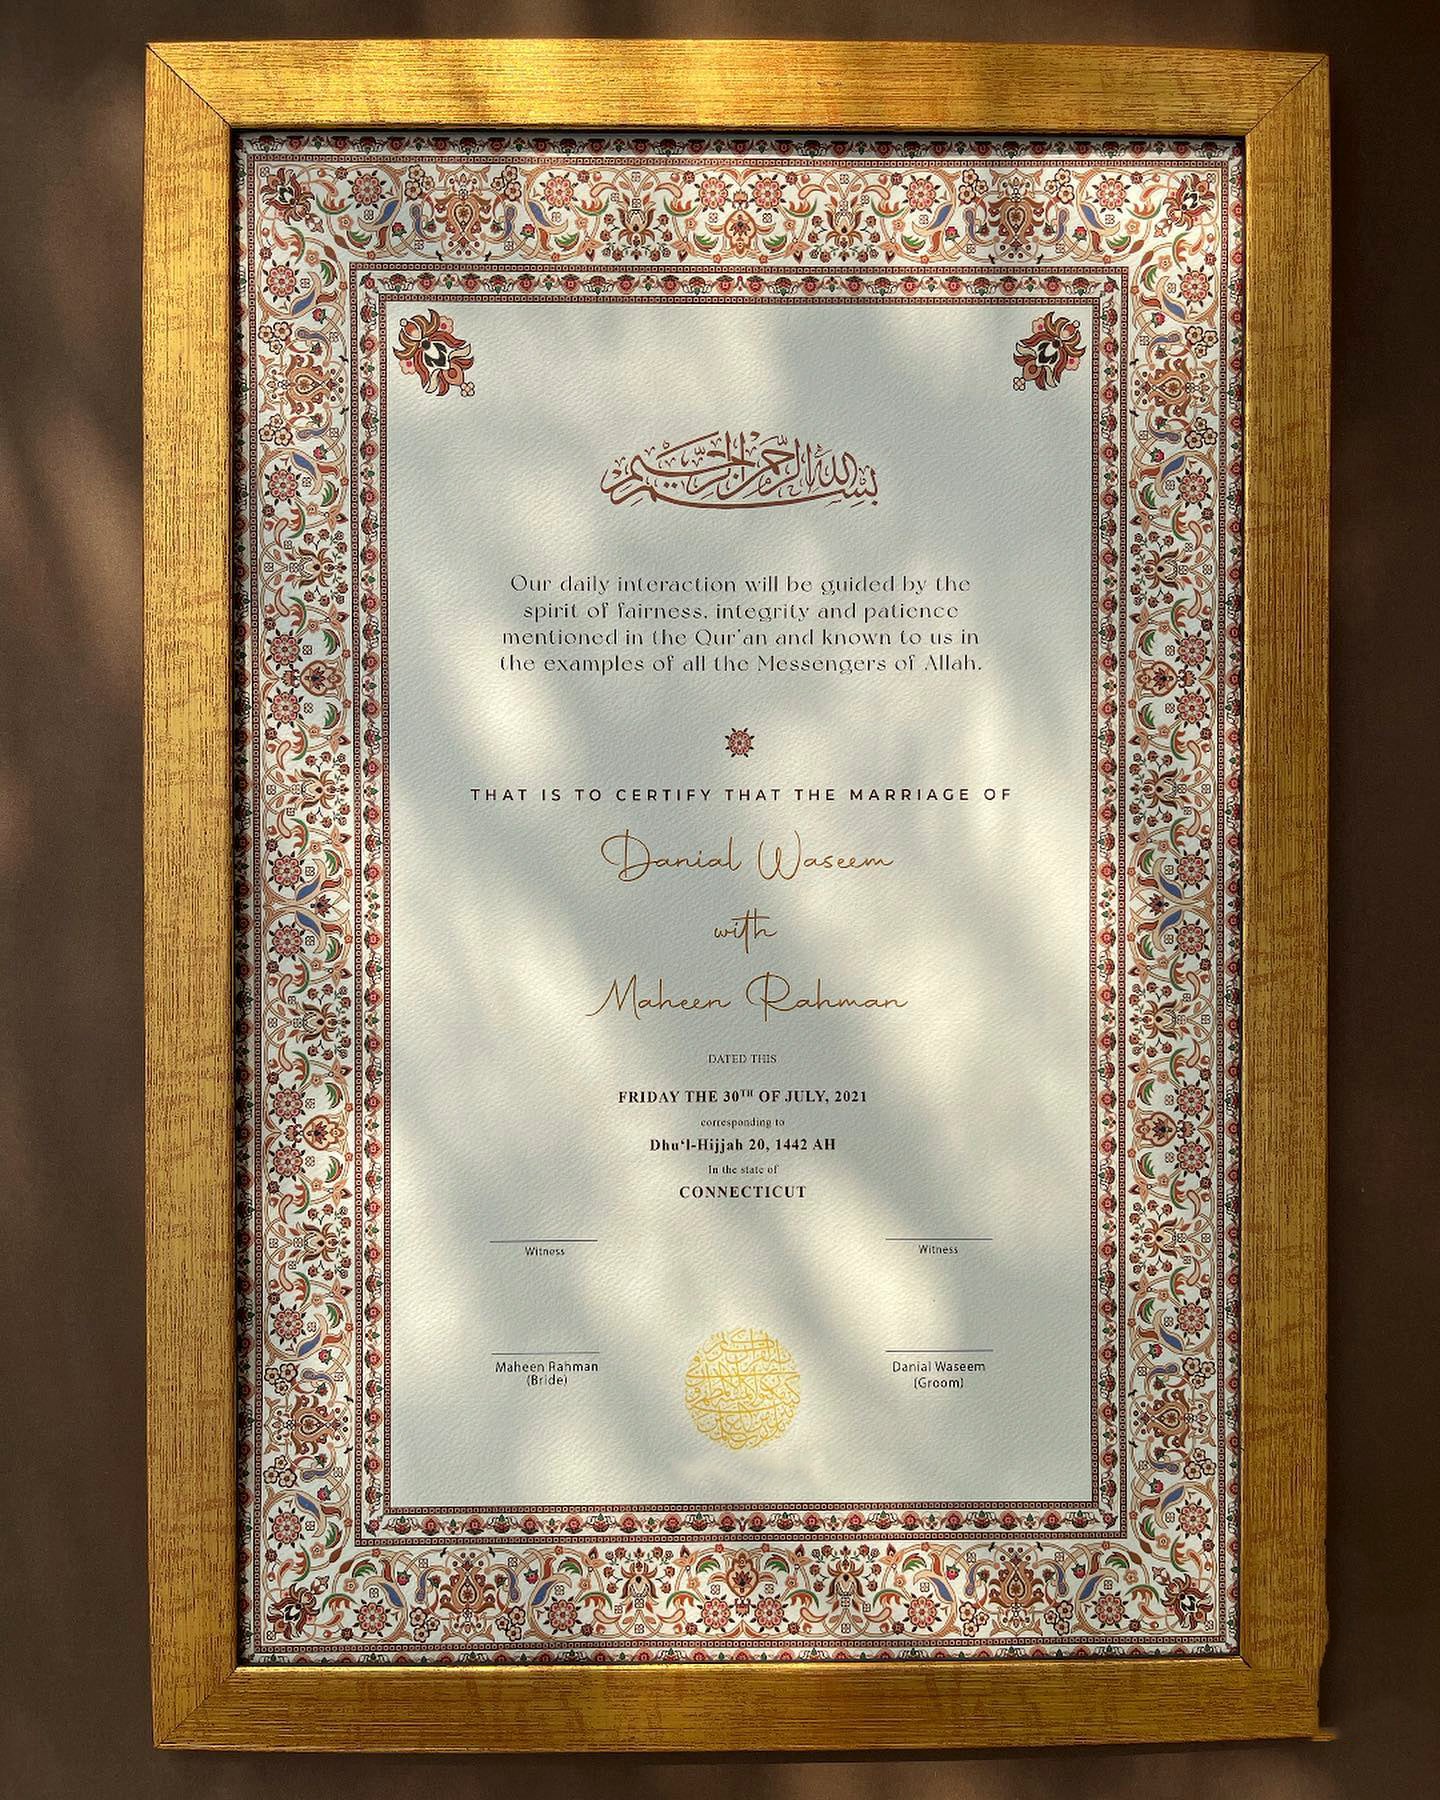 بسم الله الرحمن الرحيم
Our daily interaction will be guided by the
spirit of fairness, integrity and patience
mentioned in the Qur'an and known to us in
the examples of all the Messengers of Allah.
THAT IS TO CERTIFY THAT THE MARRIAGE OF
Danial Waseem
with
Maheen Rahman
DATED THIS
FRIDAY THE 30TH OF JULY, 2021
corresponding to
Dhu‘l-Hijjah 20, 1442 AH
In the state of
CONNECTICUT
Witness
Witness
Maheen Rahman
(Bride)
Danial Waseem
(Groom)